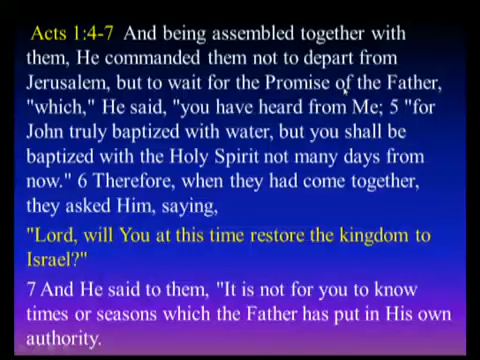 Acts 1:4-7 And being assembled together with
them, He commanded them not to depart from
Jerusalem, but to wait for the Promise of the Father,
"which," He said, "you have heard from Me; 5 "for
John truly baptized with water, but you shall be
baptized with the Holy Spirit not many days from
now." 6 Therefore, when they had come together,
they asked Him, saying,
"Lord, will You at this time restore the kingdom to
Israel?"
7 And He said to them, "It is not for you to know
times or seasons which the Father has put in His own
authority.